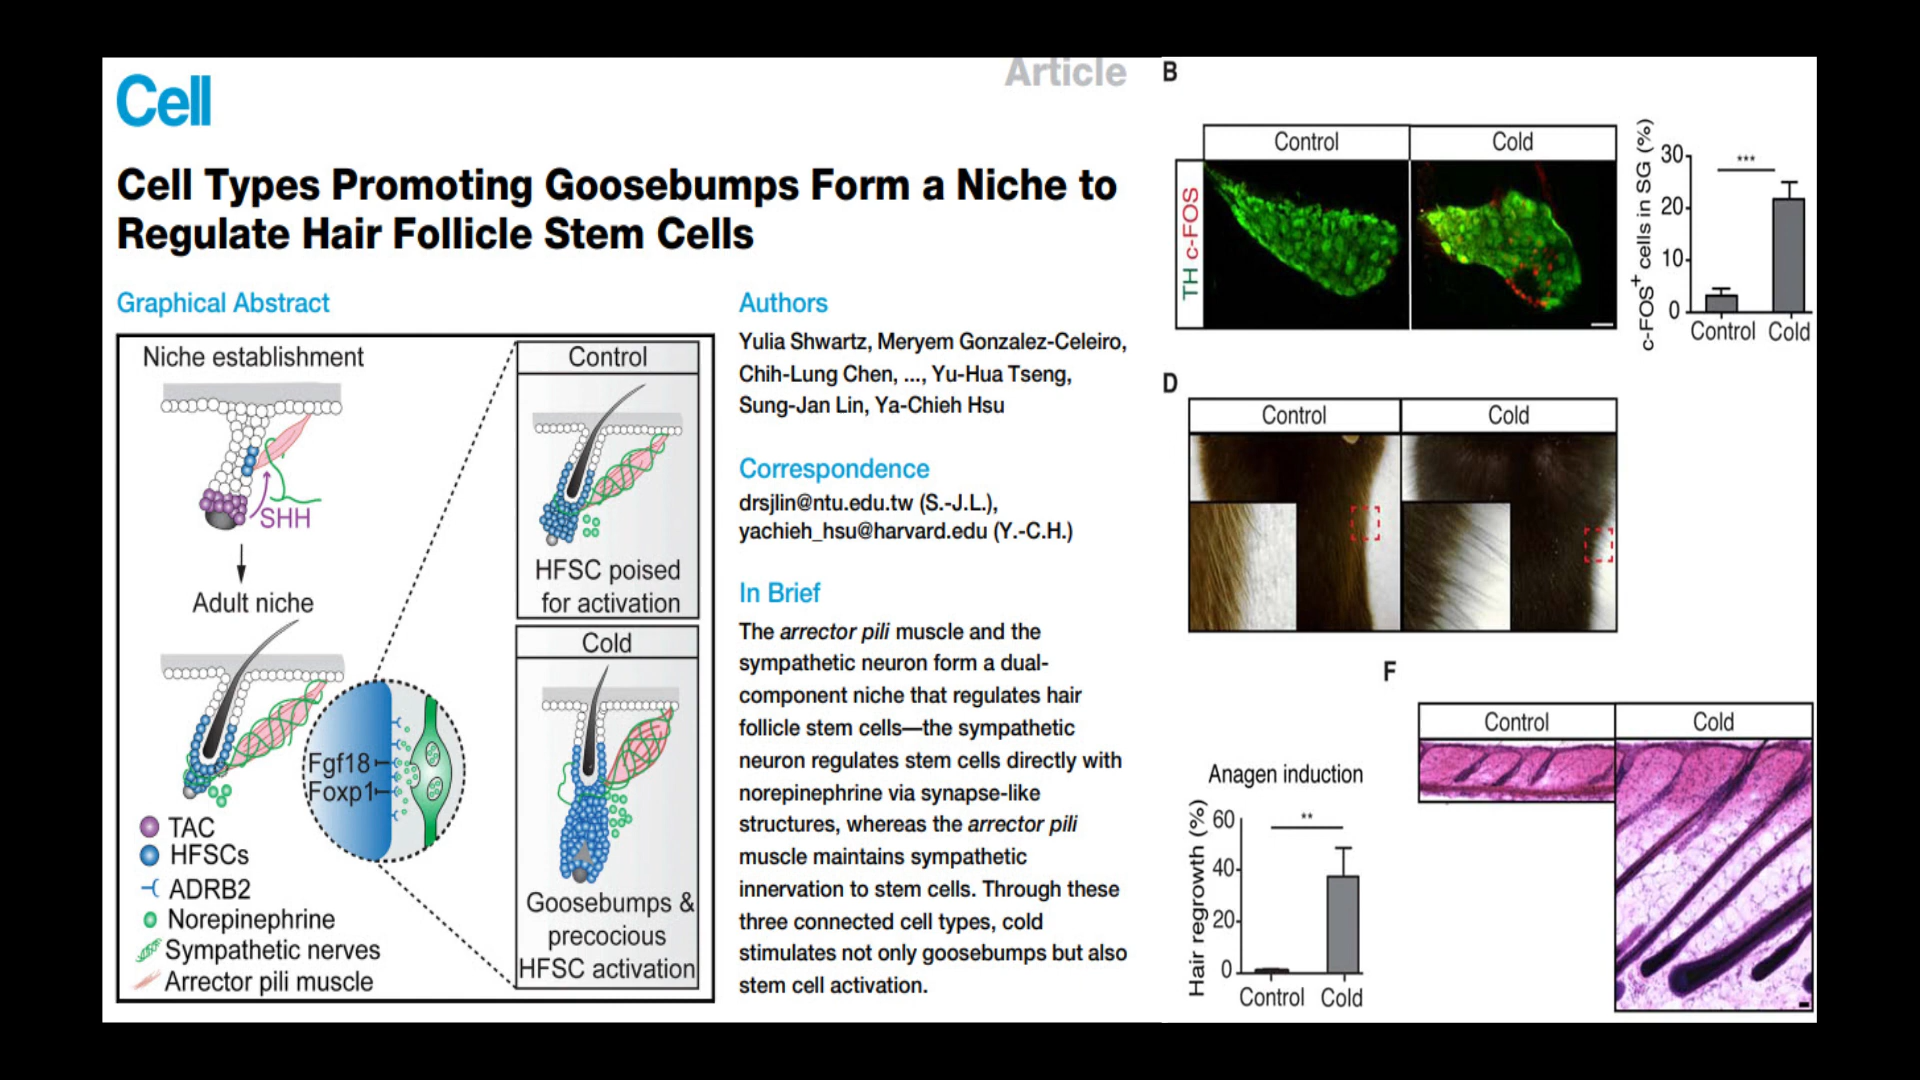 Cell
Article
Cell Types Promoting Goosebumps Form a Niche to
Regulate Hair Follicle Stem Cells
Graphical Abstract
Niche establishment
SHH
Adult niche
Fgf18
Foxp1
TAC
HFSCs
ADRB2
Norepinephrine
Sympathetic nerves
Arrector pili muscle
Control
HFSC poised
for activation
Cold
Goosebumps &
precocious
HFSC activation
Authors
Yulia Shwartz, Meryem Gonzalez-Celeiro,
Chih-Lung Chen, ..., Yu-Hua Tseng,
Sung-Jan Lin, Ya-Chieh Hsu
Correspondence
drsjlin@ntu.edu.tw (S.-J.L.),
yachieh_hsu@harvard.edu (Y.-C.H.)
In Brief
The arrector pili muscle and the
sympathetic neuron form a dual-
component niche that regulates hair
follicle stem cells—the sympathetic
neuron regulates stem cells directly with
norepinephrine via synapse-like
structures, whereas the arrector pili
muscle maintains sympathetic
innervation to stem cells. Through these
three connected cell types, cold
stimulates not only goosebumps but also
stem cell activation.
B
Control
Cold
TH c-FOS
c-FOS+ cells in SG (%)
30
20
10
0
***
Control Cold
D
Control
Cold
Anagen induction
Hair regrowth (%)
60
40
20
0
**
Control Cold
F
Control
Cold